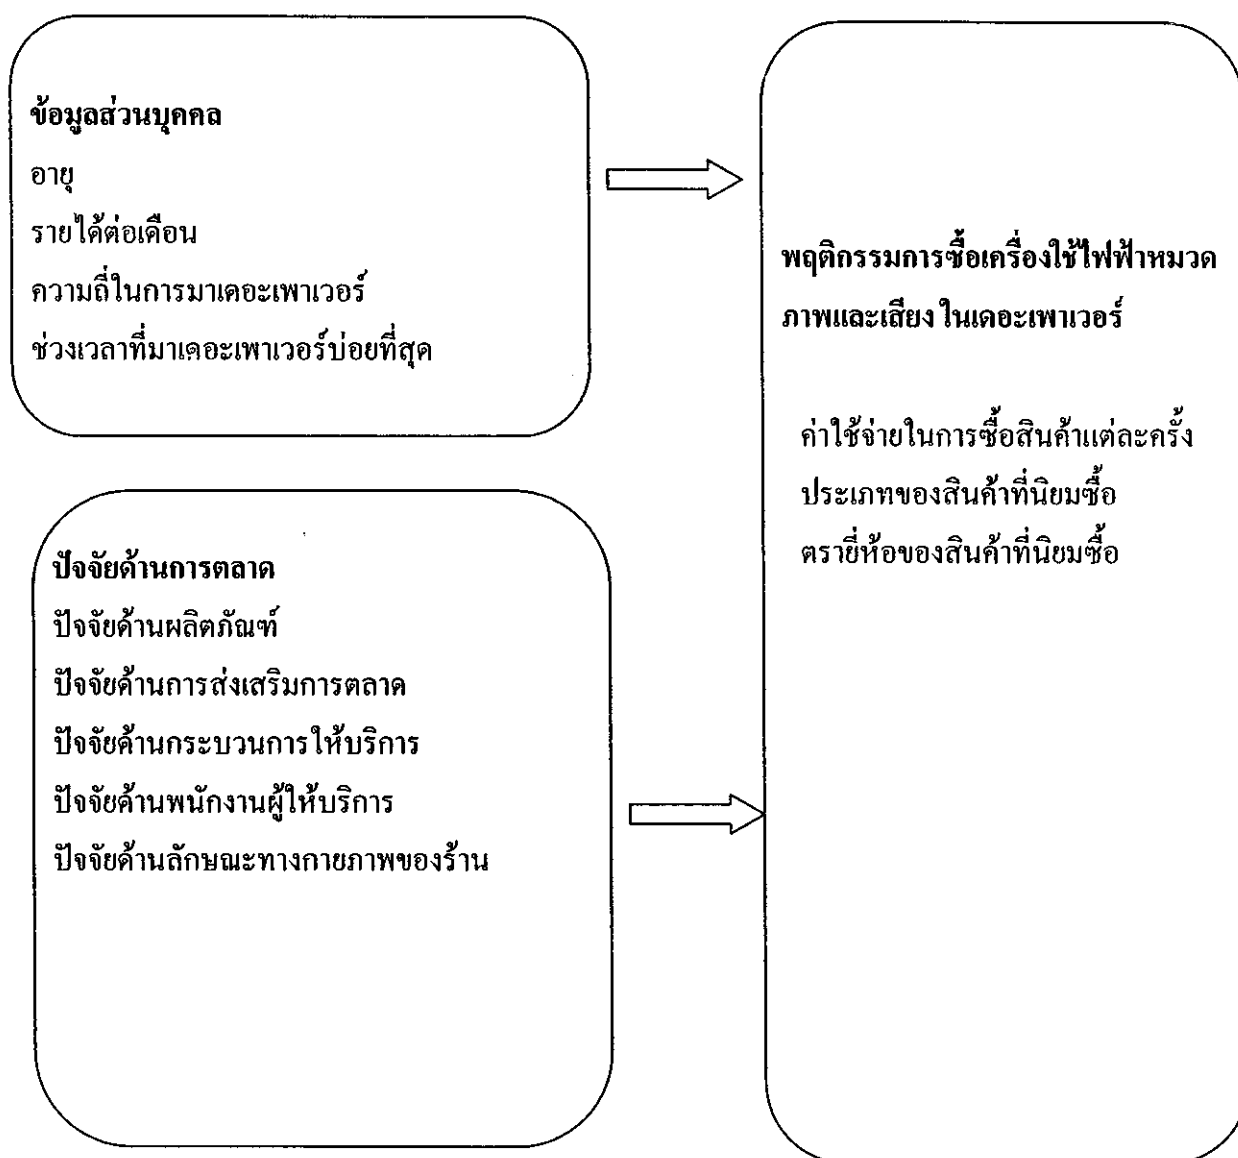 ข้อมูลส่วนบุคคล
อายุ
รายได้ต่อเดือน
ความถี่ในการมาเดอะเพาเวอร์
ช่วงเวลาที่มาเดอะเพาเวอร์บ่อยที่สุด
ปัจจัยด้านการตลาด
ปัจจัยด้านผลิตภัณฑ์
ปัจจัยด้านการส่งเสริมการตลาด
ปัจจัยด้านกระบวนการให้บริการ
ปัจจัยด้านพนักงานผู้ให้บริการ
ปัจจัยด้านลักษณะทางกายภาพของร้าน
พฤติกรรมการซื้อเครื่องใช้ไฟฟ้าหมวด
ภาพและเสียง ในเดอะเพาเวอร์
ค่าใช้จ่ายในการซื้อสินค้าแต่ละครั้ง
ประเภทของสินค้าที่นิยมซื้อ
ตรายี่ห้อของสินค้าที่นิยมซื้อ